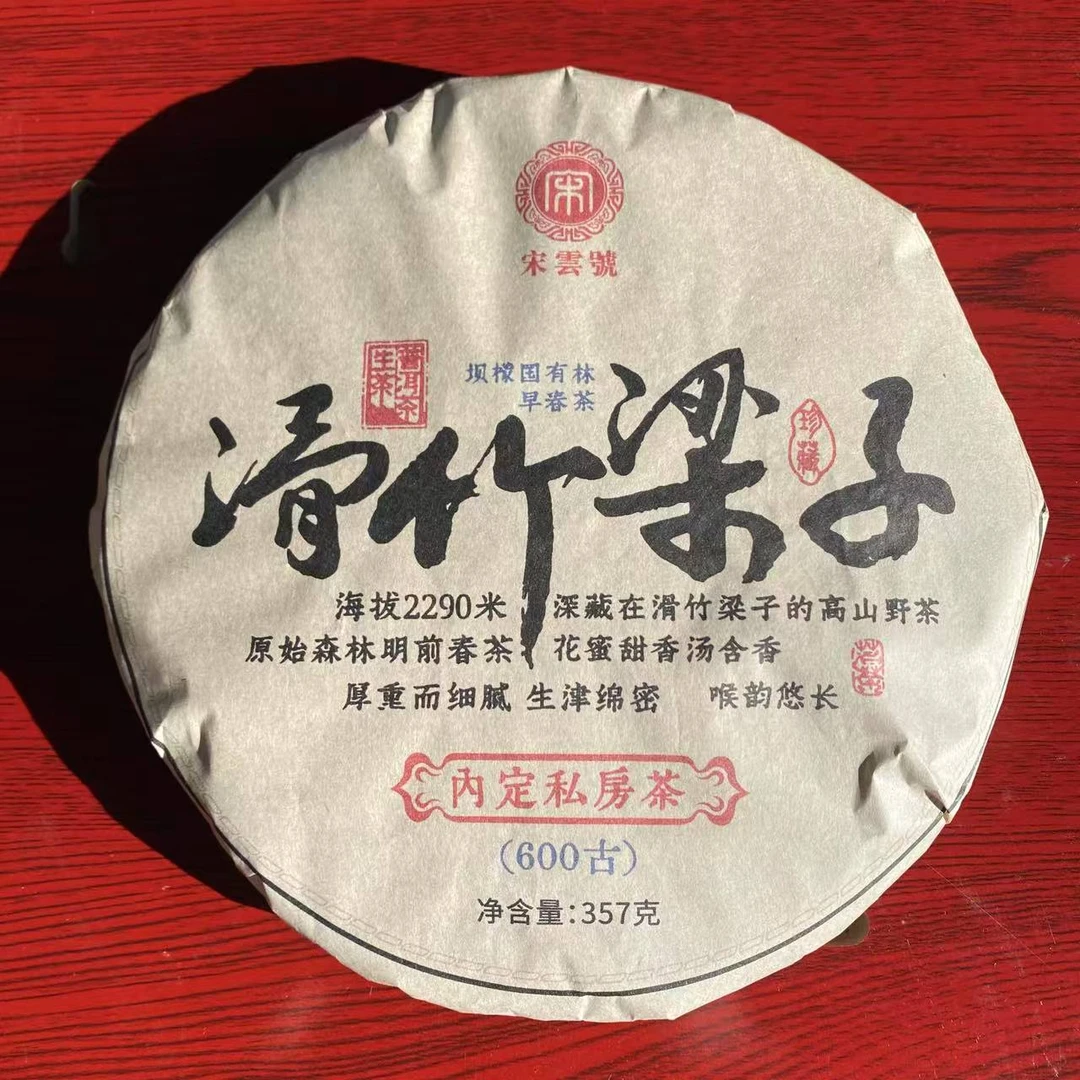 宋
宋雲號
普洱茶
生茶
坝檬国有林
早春茶
滑竹梁子
珍藏
海拔2290米 深藏在滑竹梁子的高山野茶
原始森林明前春茶 花蜜甜香汤含香
厚重而细腻 生津绵密 喉韵悠长
内定私房茶
(600古)
净含量:357克